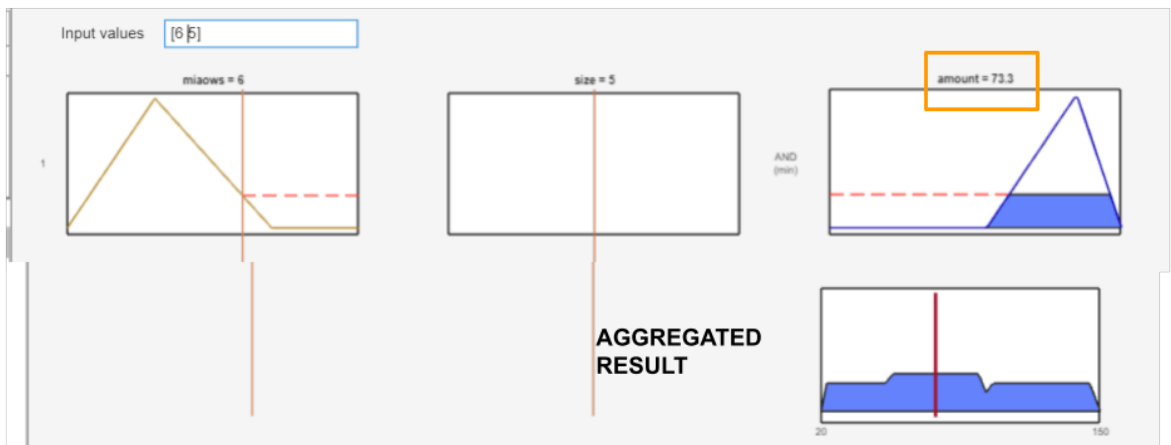 Input values [6 5]
miaows = 6 size = 5 amount = 73.3
1
AND
(min)
AGGREGATED
RESULT
20 150